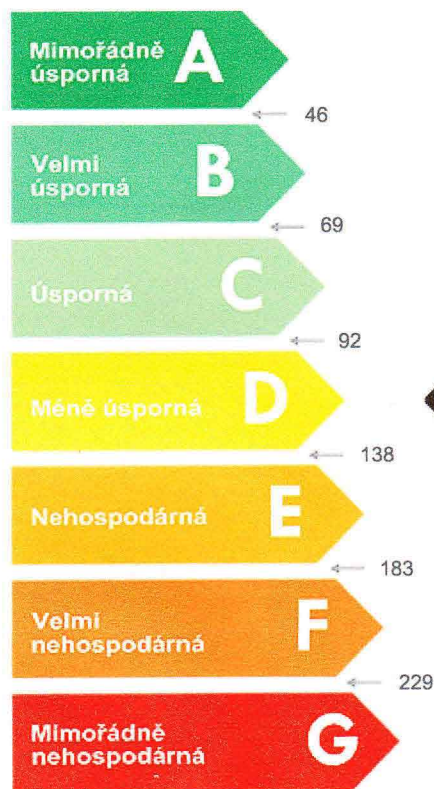 Mimořádně
úsporná A
46
Velmi
úsporná B
69
Úsporná C
92
Méně úsporná D
138
Nehospodárná E
183
Velmi
nehospodárná F
229
Mimořádně
nehospodárná G